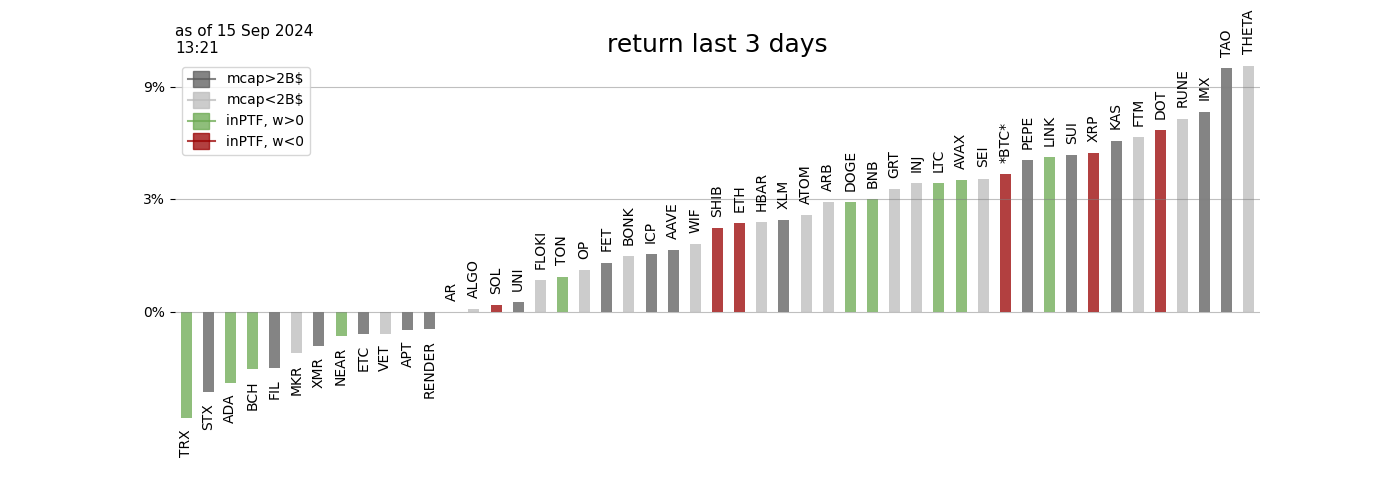 as of 15 Sep 2024
13:21
return last 3 days
mcap>2B$
mcap<2B$
inPTF, w>0
inPTF, w<0
9%
3%
0%
TRX
STX
ADA
BCH
FIL
MKR
XMR
NEAR
ETC
VET
APT
RENDER
AR
ALGO
SOL
UNI
FLOKI
TON
OP
FET
BONK
ICP
AAVE
WIF
SHIB
ETH
HBAR
XLM
ATOM
ARB
DOGE
BNB
GRT
INJ
LTC
AVAX
SEI
*BTC*
PEPE
LINK
SUI
XRP
KAS
FTM
DOT
RUNE
IMX
TAO
THETA